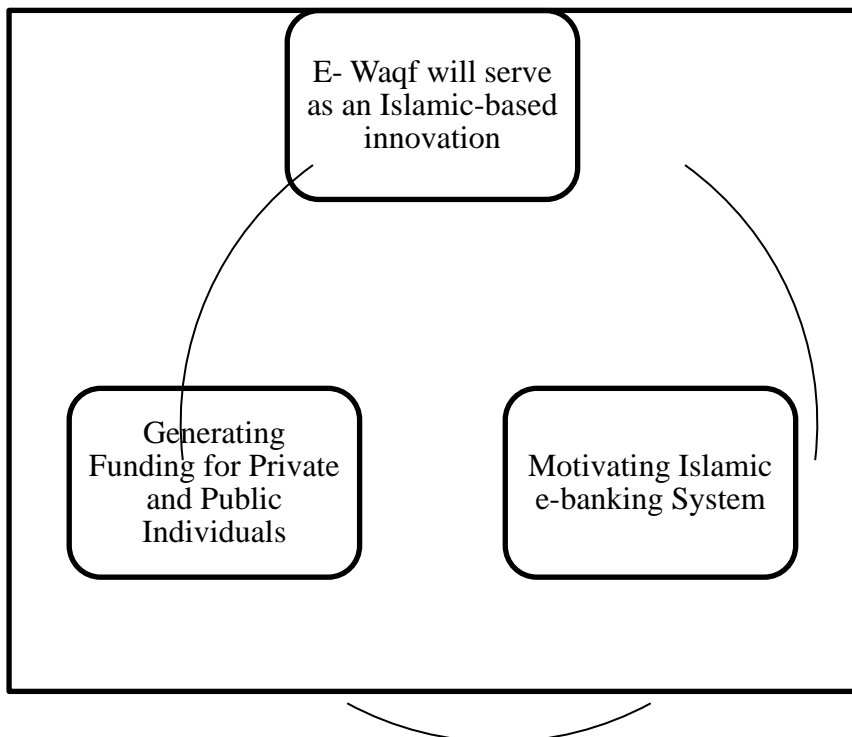 E- Waqf will serve
as an Islamic-based
innovation
Generating
Funding for Private
and Public
Individuals
Motivating Islamic
e-banking System